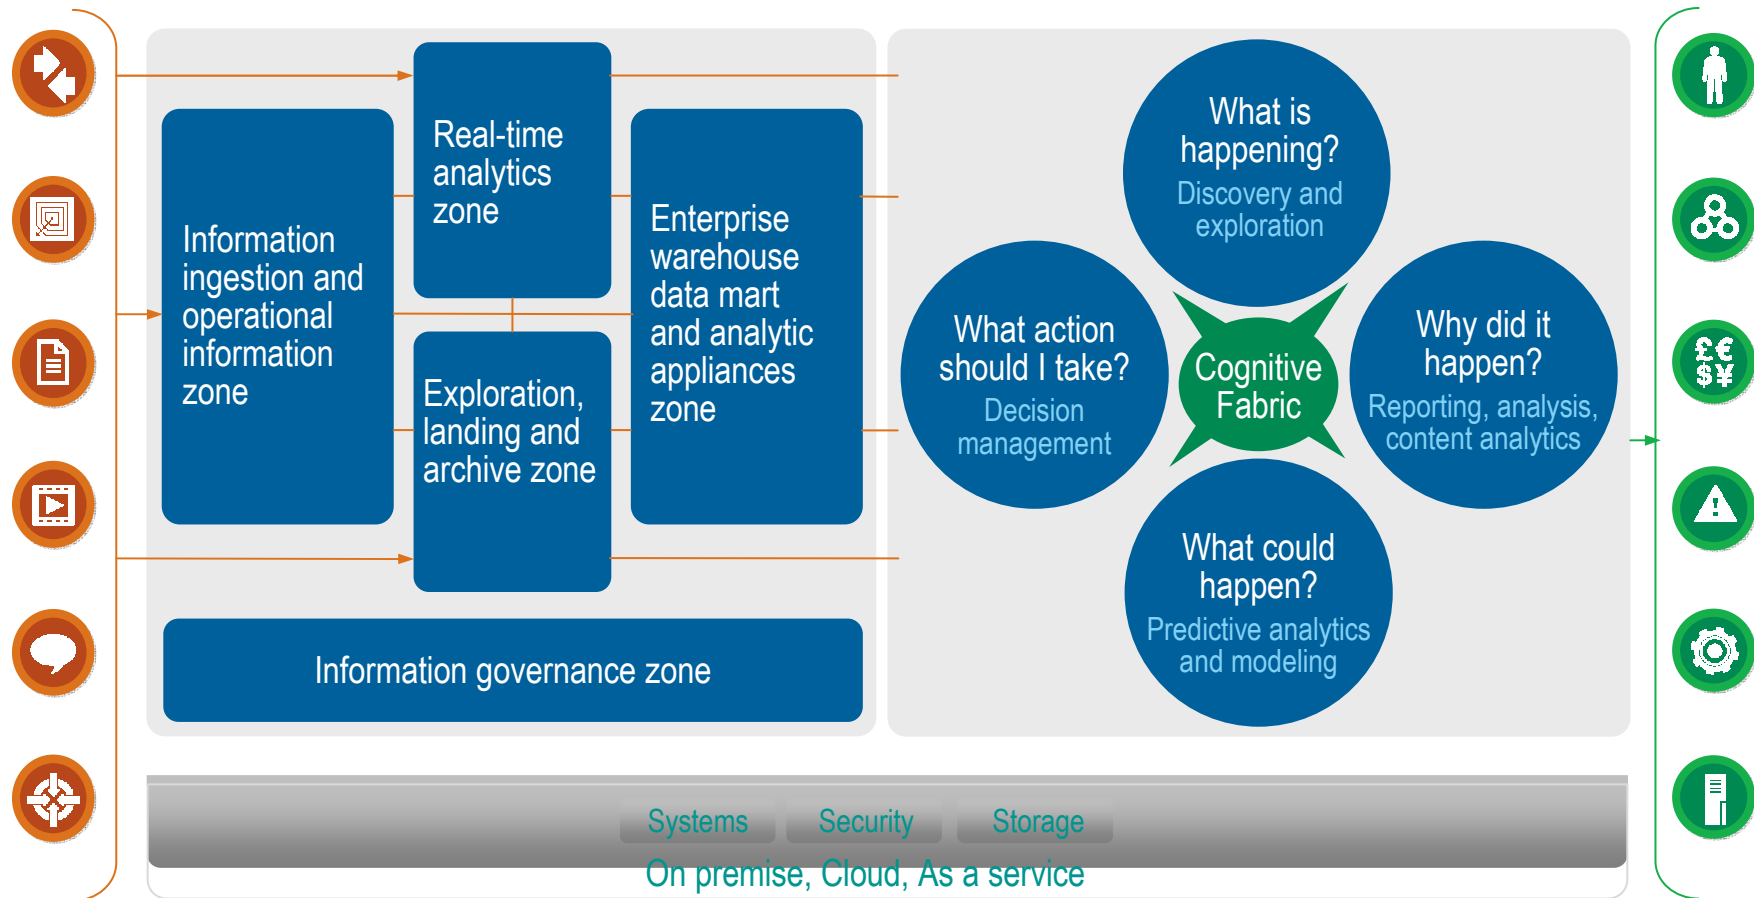 Real-time
analytics
zone
Information
ingestion and
operational
information
zone
Enterprise
warehouse
data mart
and analytic
appliances
zone
Exploration,
landing and
archive zone
Information governance zone
What is
happening?
Discovery and
exploration
What action
should I take?
Decision
management
Cognitive
Fabric
Why did it
happen?
Reporting, analysis,
content analytics
What could
happen?
Predictive analytics
and modeling
£€
$¥
Systems Security Storage
On premise, Cloud, As a service